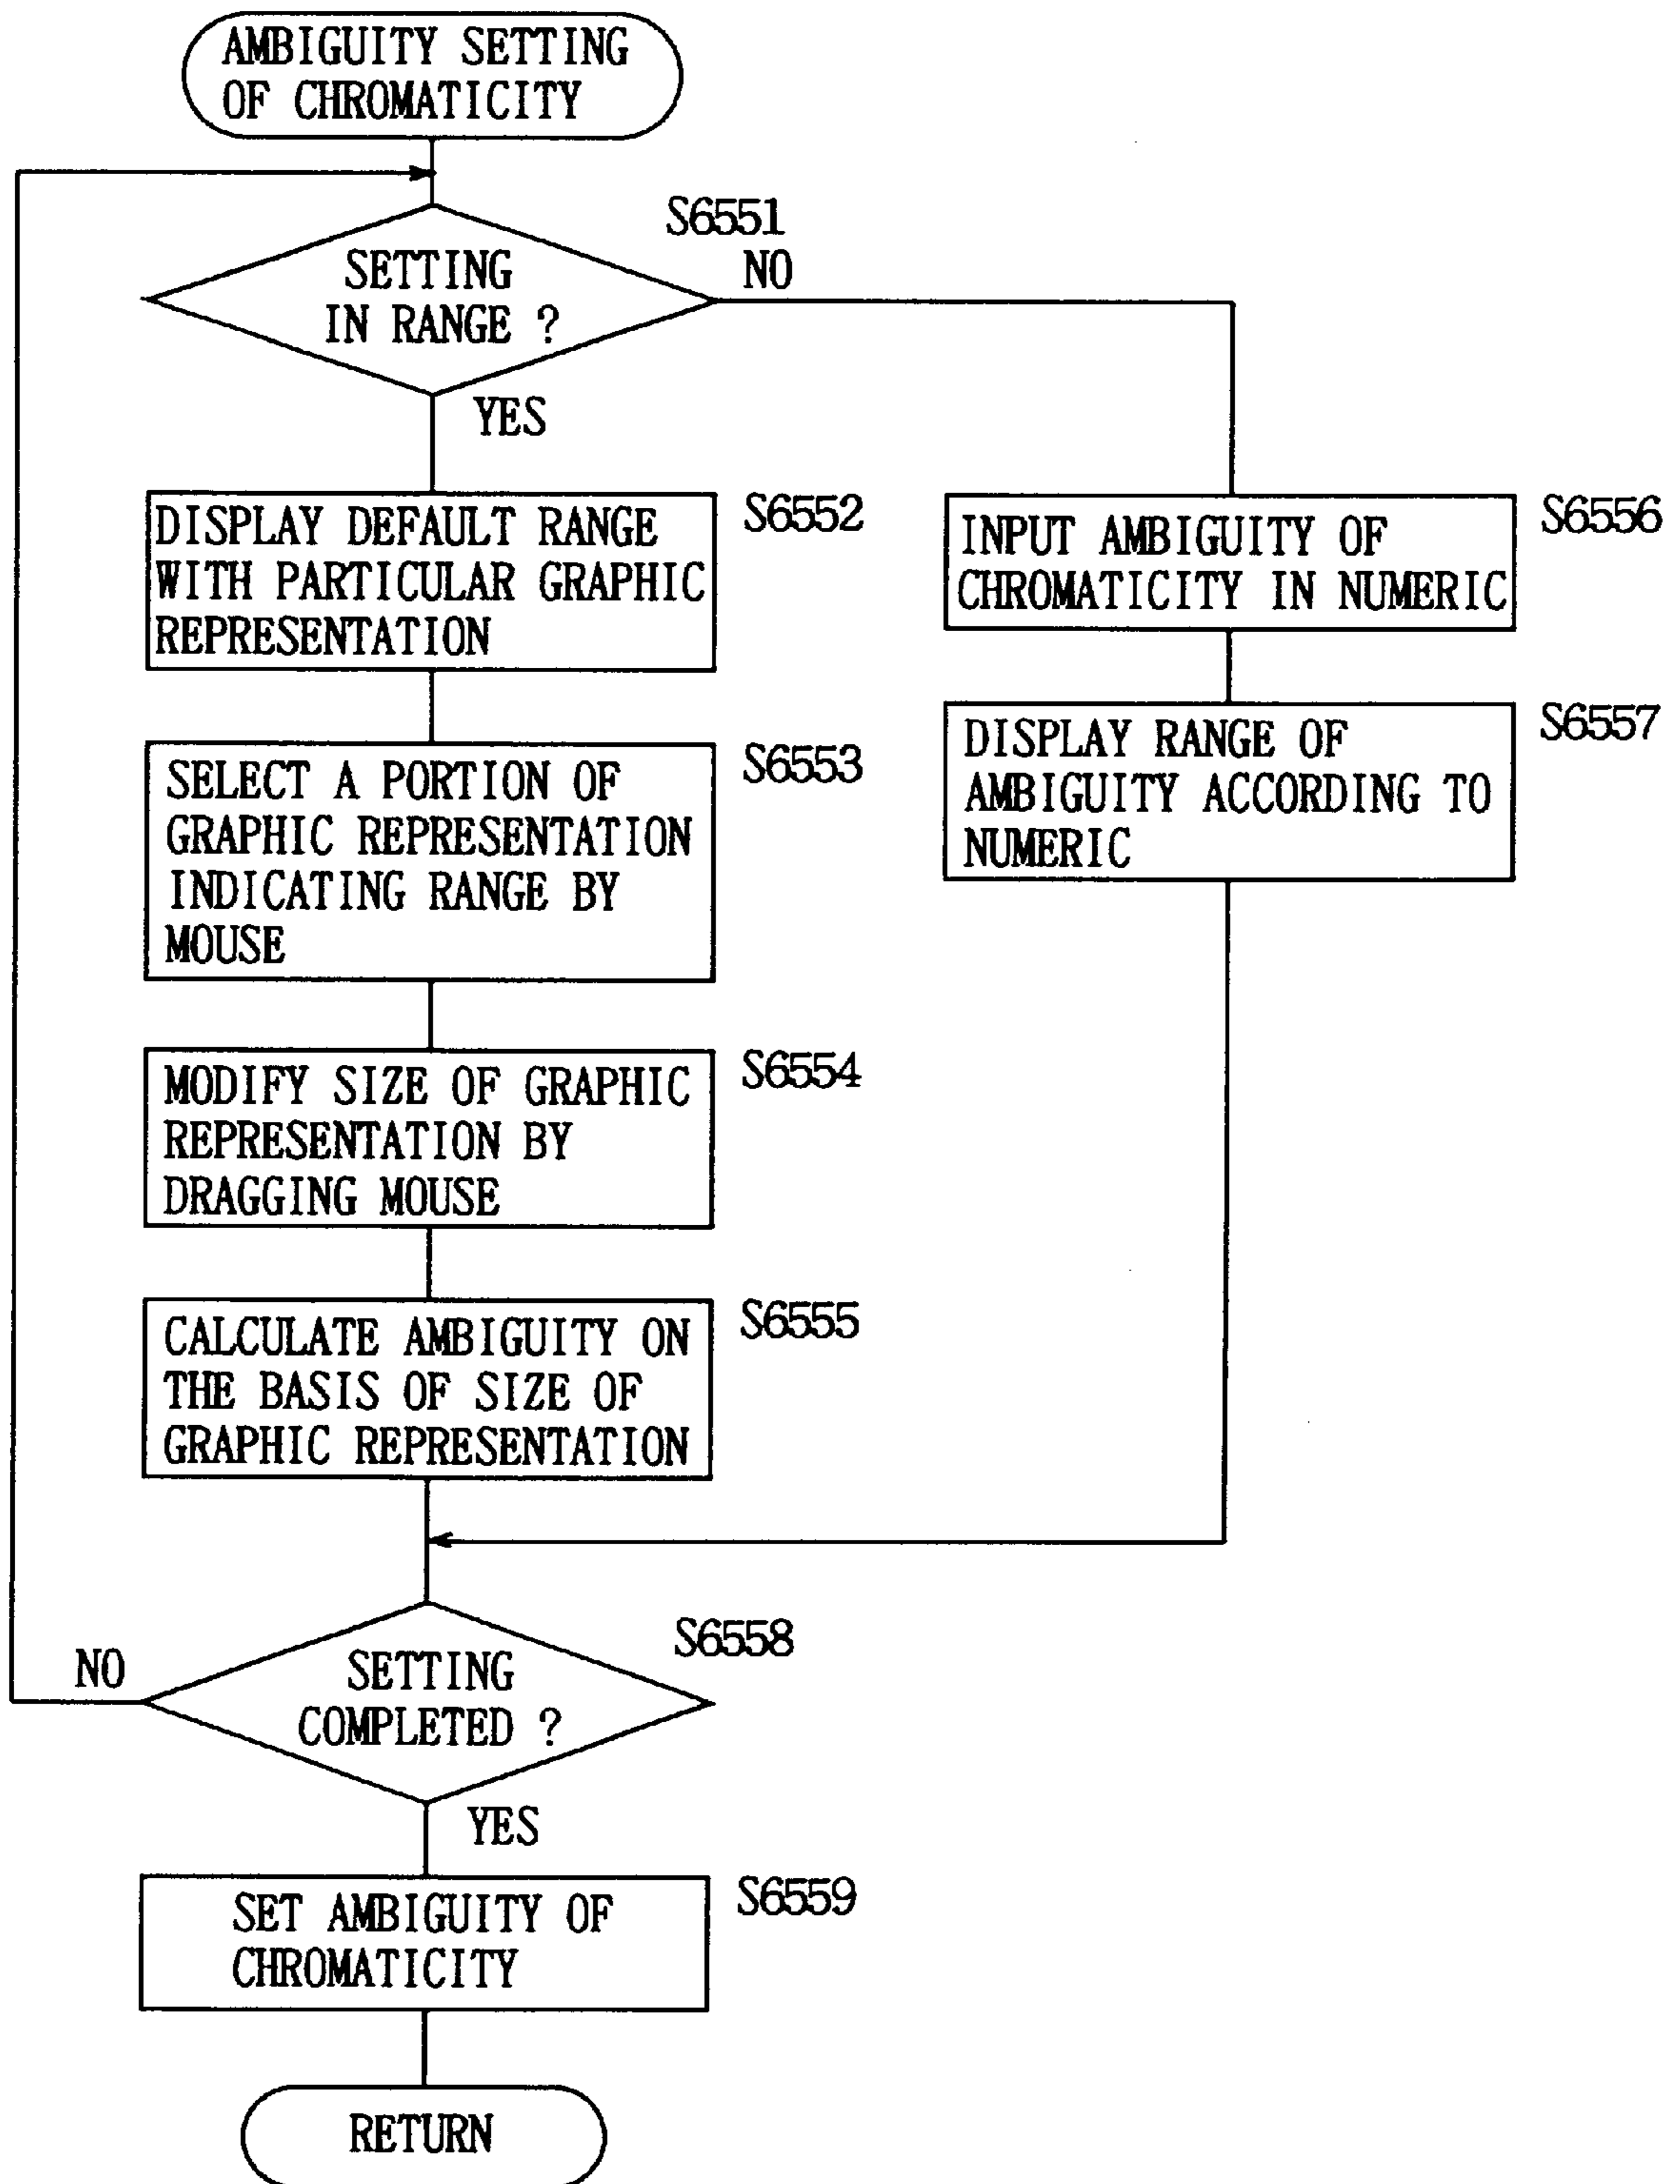 AMBIGUITY SETTING
OF CHROMATICITY
S6551
SETTING
IN RANGE ?
NO
YES
DISPLAY DEFAULT RANGE
WITH PARTICULAR GRAPHIC
REPRESENTATION
S6552
INPUT AMBIGUITY OF
CHROMATICITY IN NUMERIC
S6556
SELECT A PORTION OF
GRAPHIC REPRESENTATION
INDICATING RANGE BY
MOUSE
S6553
DISPLAY RANGE OF
AMBIGUITY ACCORDING TO
NUMERIC
S6557
MODIFY SIZE OF GRAPHIC
REPRESENTATION BY
DRAGGING MOUSE
S6554
CALCULATE AMBIGUITY ON
THE BASIS OF SIZE OF
GRAPHIC REPRESENTATION
S6555
S6558
SETTING
COMPLETED ?
NO
YES
SET AMBIGUITY OF
CHROMATICITY
S6559
RETURN